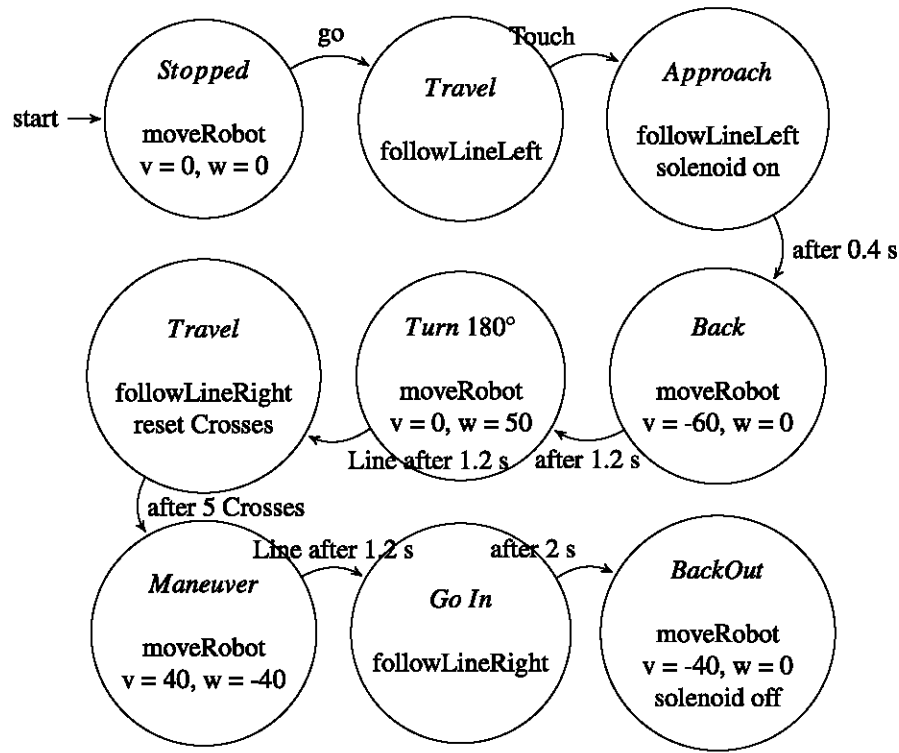 go
Touch
start
Stopped
moveRobot
v = 0, w = 0
Travel
followLineLeft
Approach
followLineLeft
solenoid on
after 0.4 s
Back
moveRobot
v = -60, w = 0
after 1.2 s
Turn 180°
moveRobot
v = 0, w = 50
Line after 1.2 s
Travel
followLineRight
reset Crosses
after 5 Crosses
Maneuver
moveRobot
v = 40, w = -40
Line after 1.2 s
Go In
followLineRight
after 2 s
BackOut
moveRobot
v = -40, w = 0
solenoid off